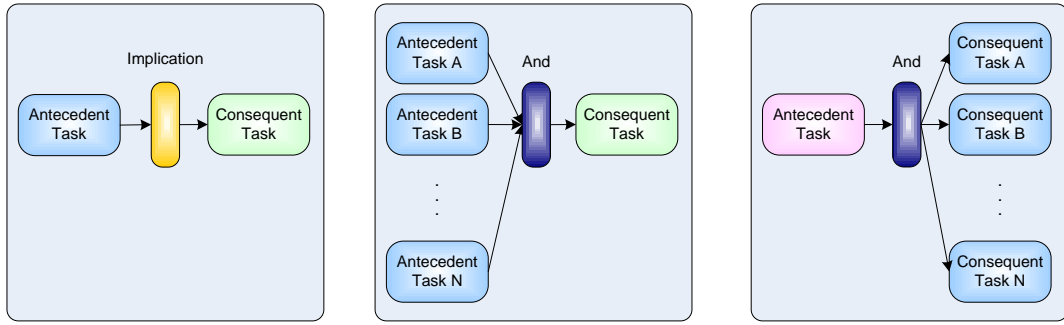 Implication
Antecedent
Task
Consequent
Task
Antecedent
Task A
And
Antecedent
Task B
Consequent
Task
.
.
.
Antecedent
Task N
And
Antecedent
Task
Consequent
Task A
Consequent
Task B
.
.
.
Consequent
Task N